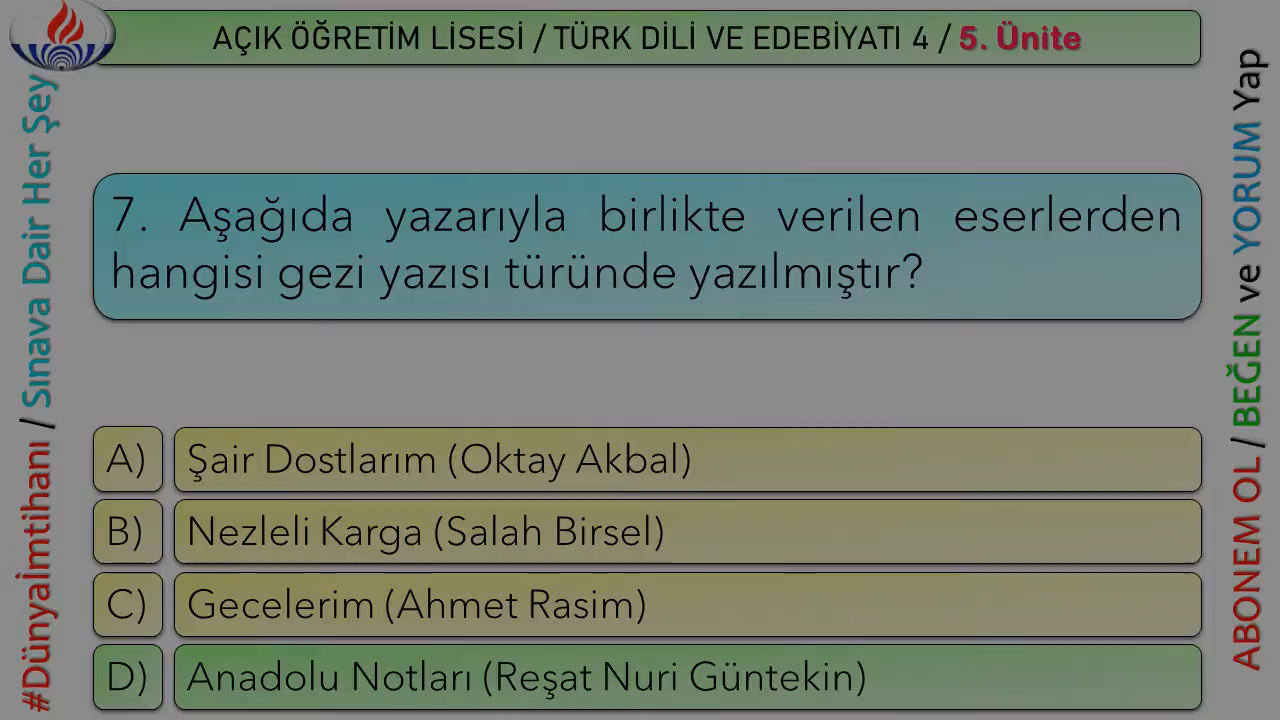 AÇIK ÖĞRETİM LİSESİ / TÜRK DİLİ VE EDEBİYATI 4 / 5. Ünite
#Dünyaİmtihanı / Sınava Dair Her Şey
7. Aşağıda yazarıyla birlikte verilen eserlerden
hangisi gezi yazısı türünde yazılmıştır?
A) Şair Dostlarım (Oktay Akbal)
B) Nezleli Karga (Salah Birsel)
C) Gecelerim (Ahmet Rasim)
D) Anadolu Notları (Reşat Nuri Güntekin)
ABONEM OL / BEĞEN ve YORUM Yap